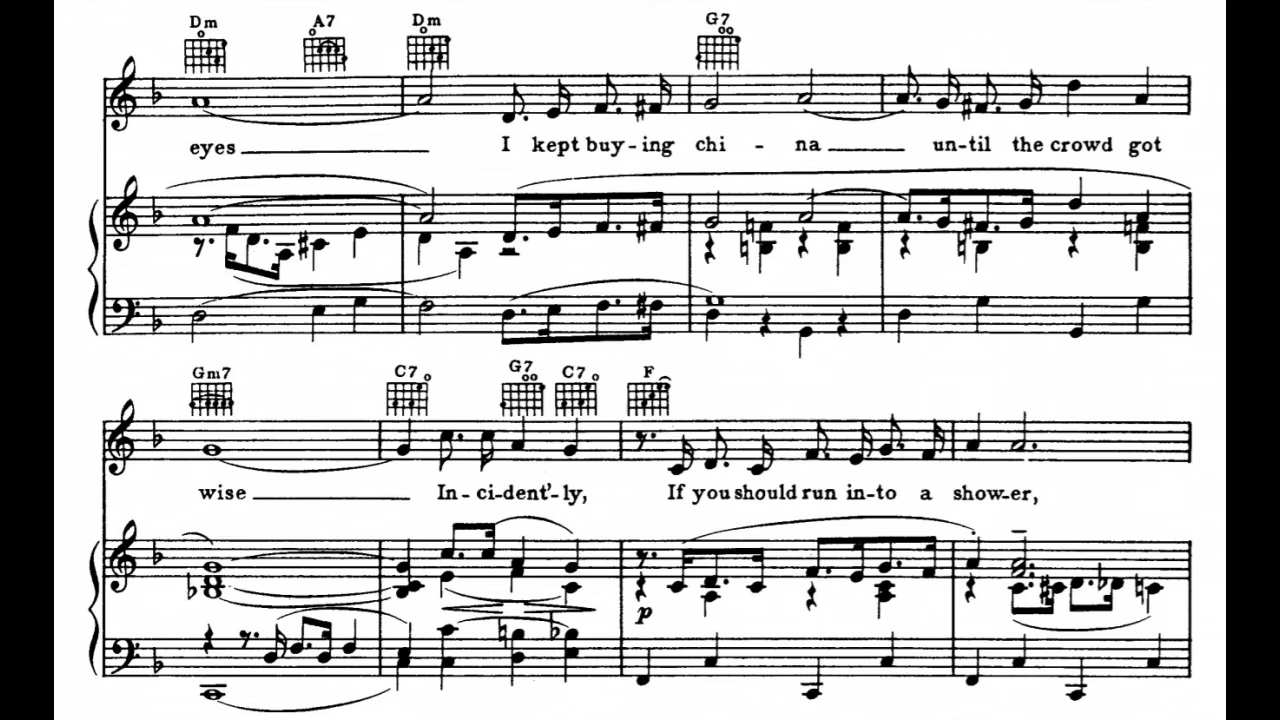 Dm A7 Dm G7
eyes I kept buy-ing chi - na un-til the crowd got
Gm7 C7 G7 C7 F
wise In-ci-dent'-ly, If you should run in-to a show-er,
p